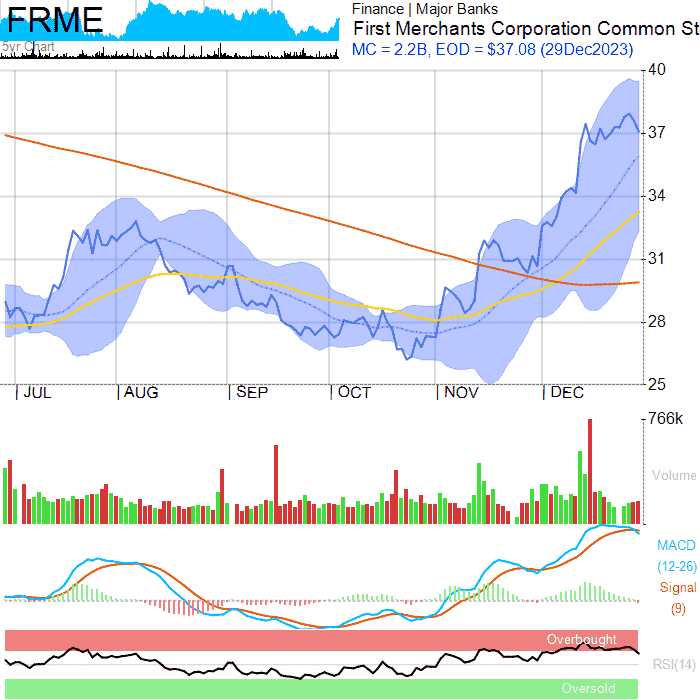 FRME
5yr Chart
Finance | Major Banks
First Merchants Corporation Common St
MC = 2.2B, EOD = $37.08 (29Dec2023)
40
37
34
31
28
25
|JUL |AUG |SEP |OCT |NOV |DEC
766k
Volume
MACD
(12-26)
Signal
(9)
Overbought
RSI(14)
Oversold